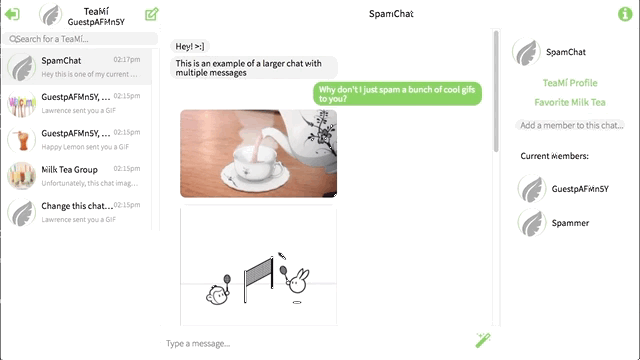 TeaMí
GuestpAFMn5Y
Search for a TeaMí...
SpamChat
02:17pm
Hey this is one of my current ...
GuestpAFMn5Y, ...
02:15pm
Lawrence sent you a GIF
GuestpAFMn5Y, ...
02:15pm
Happy Lemon sent you a GIF
Milk Tea Group
02:15pm
Unfortunately, this chat imag...
Change this chat...
02:15pm
Lawrence sent you a GIF
SpamChat
Hey! >:]
This is an example of a larger chat with
multiple messages
Why don't I just spam a bunch of cool gifs
to you?
Type a message...
SpamChat
TeaMí Profile
Favorite Milk Tea
Add a member to this chat...
Current Members:
GuestpAFMn5Y
Spammer